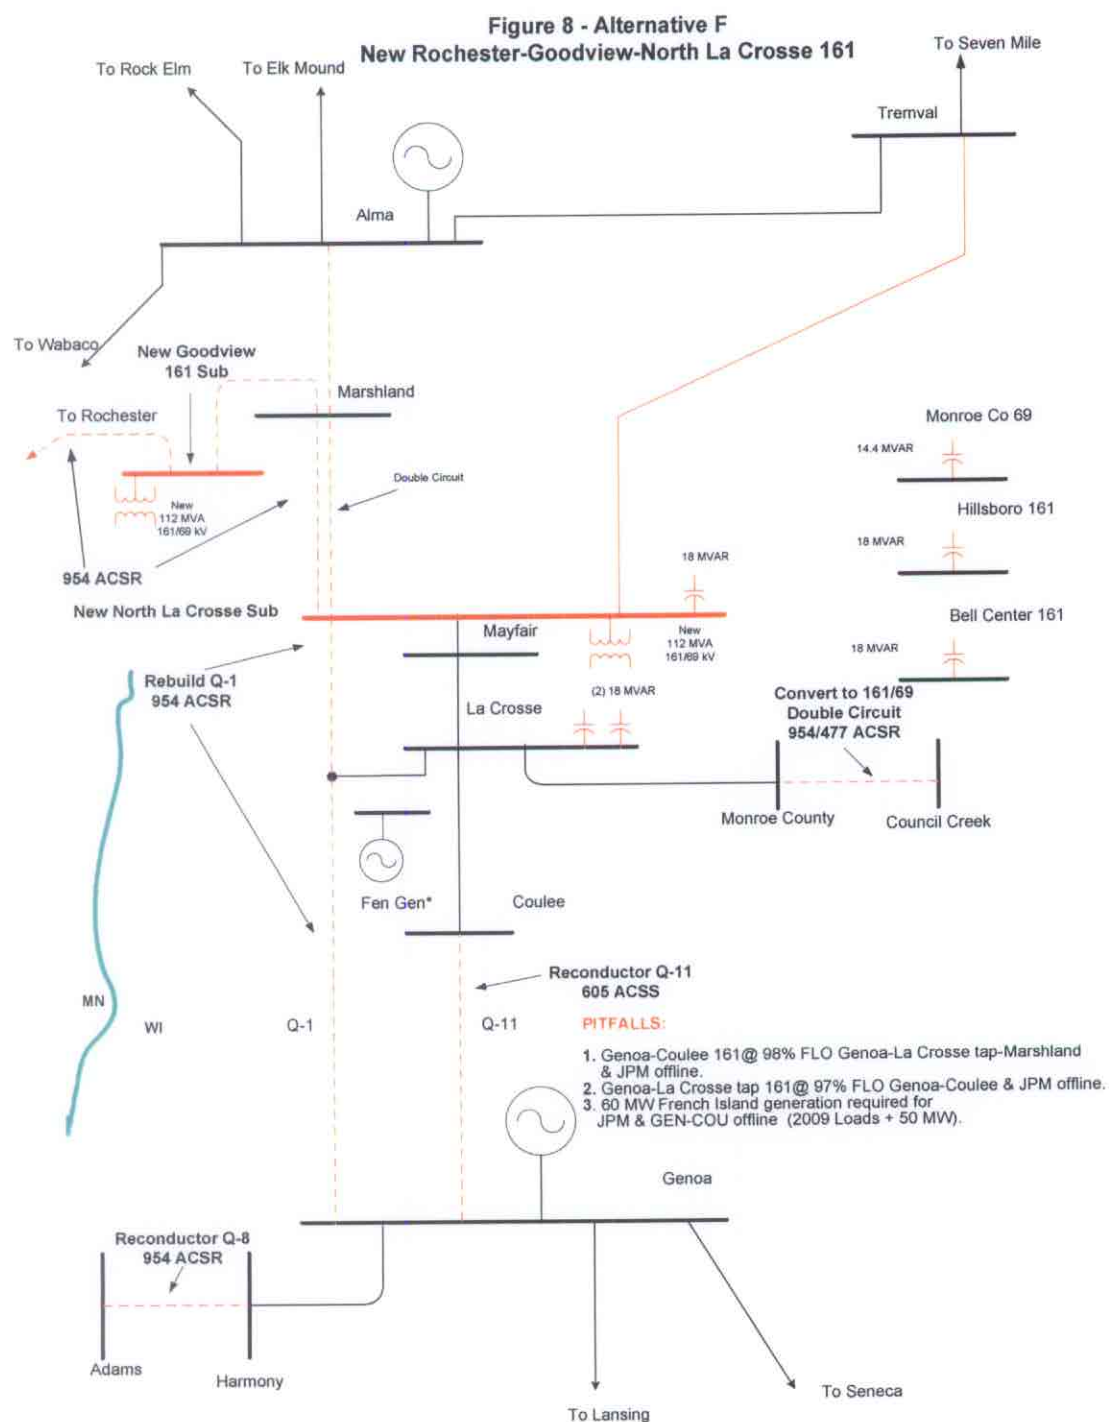 Figure 8 - Alternative F
New Rochester-Goodview-North La Crosse 161
To Seven Mile
To Rock Elm
To Elk Mound
Tremval
Alma
To Wabaco
New Goodview
161 Sub
Marshland
To Rochester
Monroe Co 69
14.4 MVAR
Double Circuit
New
112 MVA
161/69 kV
Hillsboro 161
18 MVAR
18 MVAR
954 ACSR
New North La Crosse Sub
Bell Center 161
Mayfair
New
112 MVA
161/69 kV
18 MVAR
Rebuild Q-1
954 ACSR
(2) 18 MVAR
La Crosse
Convert to 161/69
Double Circuit
954/477 ACSR
Monroe County
Council Creek
Fen Gen*
Coulee
Reconductor Q-11
605 ACSS
MN
WI
Q-1
Q-11
PITFALLS:
1. Genoa-Coulee 161@ 98% FLO Genoa-La Crosse tap-Marshland
& JPM offline.
2. Genoa-La Crosse tap 161@ 97% FLO Genoa-Coulee & JPM offline.
3. 60 MW French Island generation required for
JPM & GEN-COU offline (2009 Loads + 50 MW).
Genoa
Reconductor Q-8
954 ACSR
Adams
Harmony
To Seneca
To Lansing